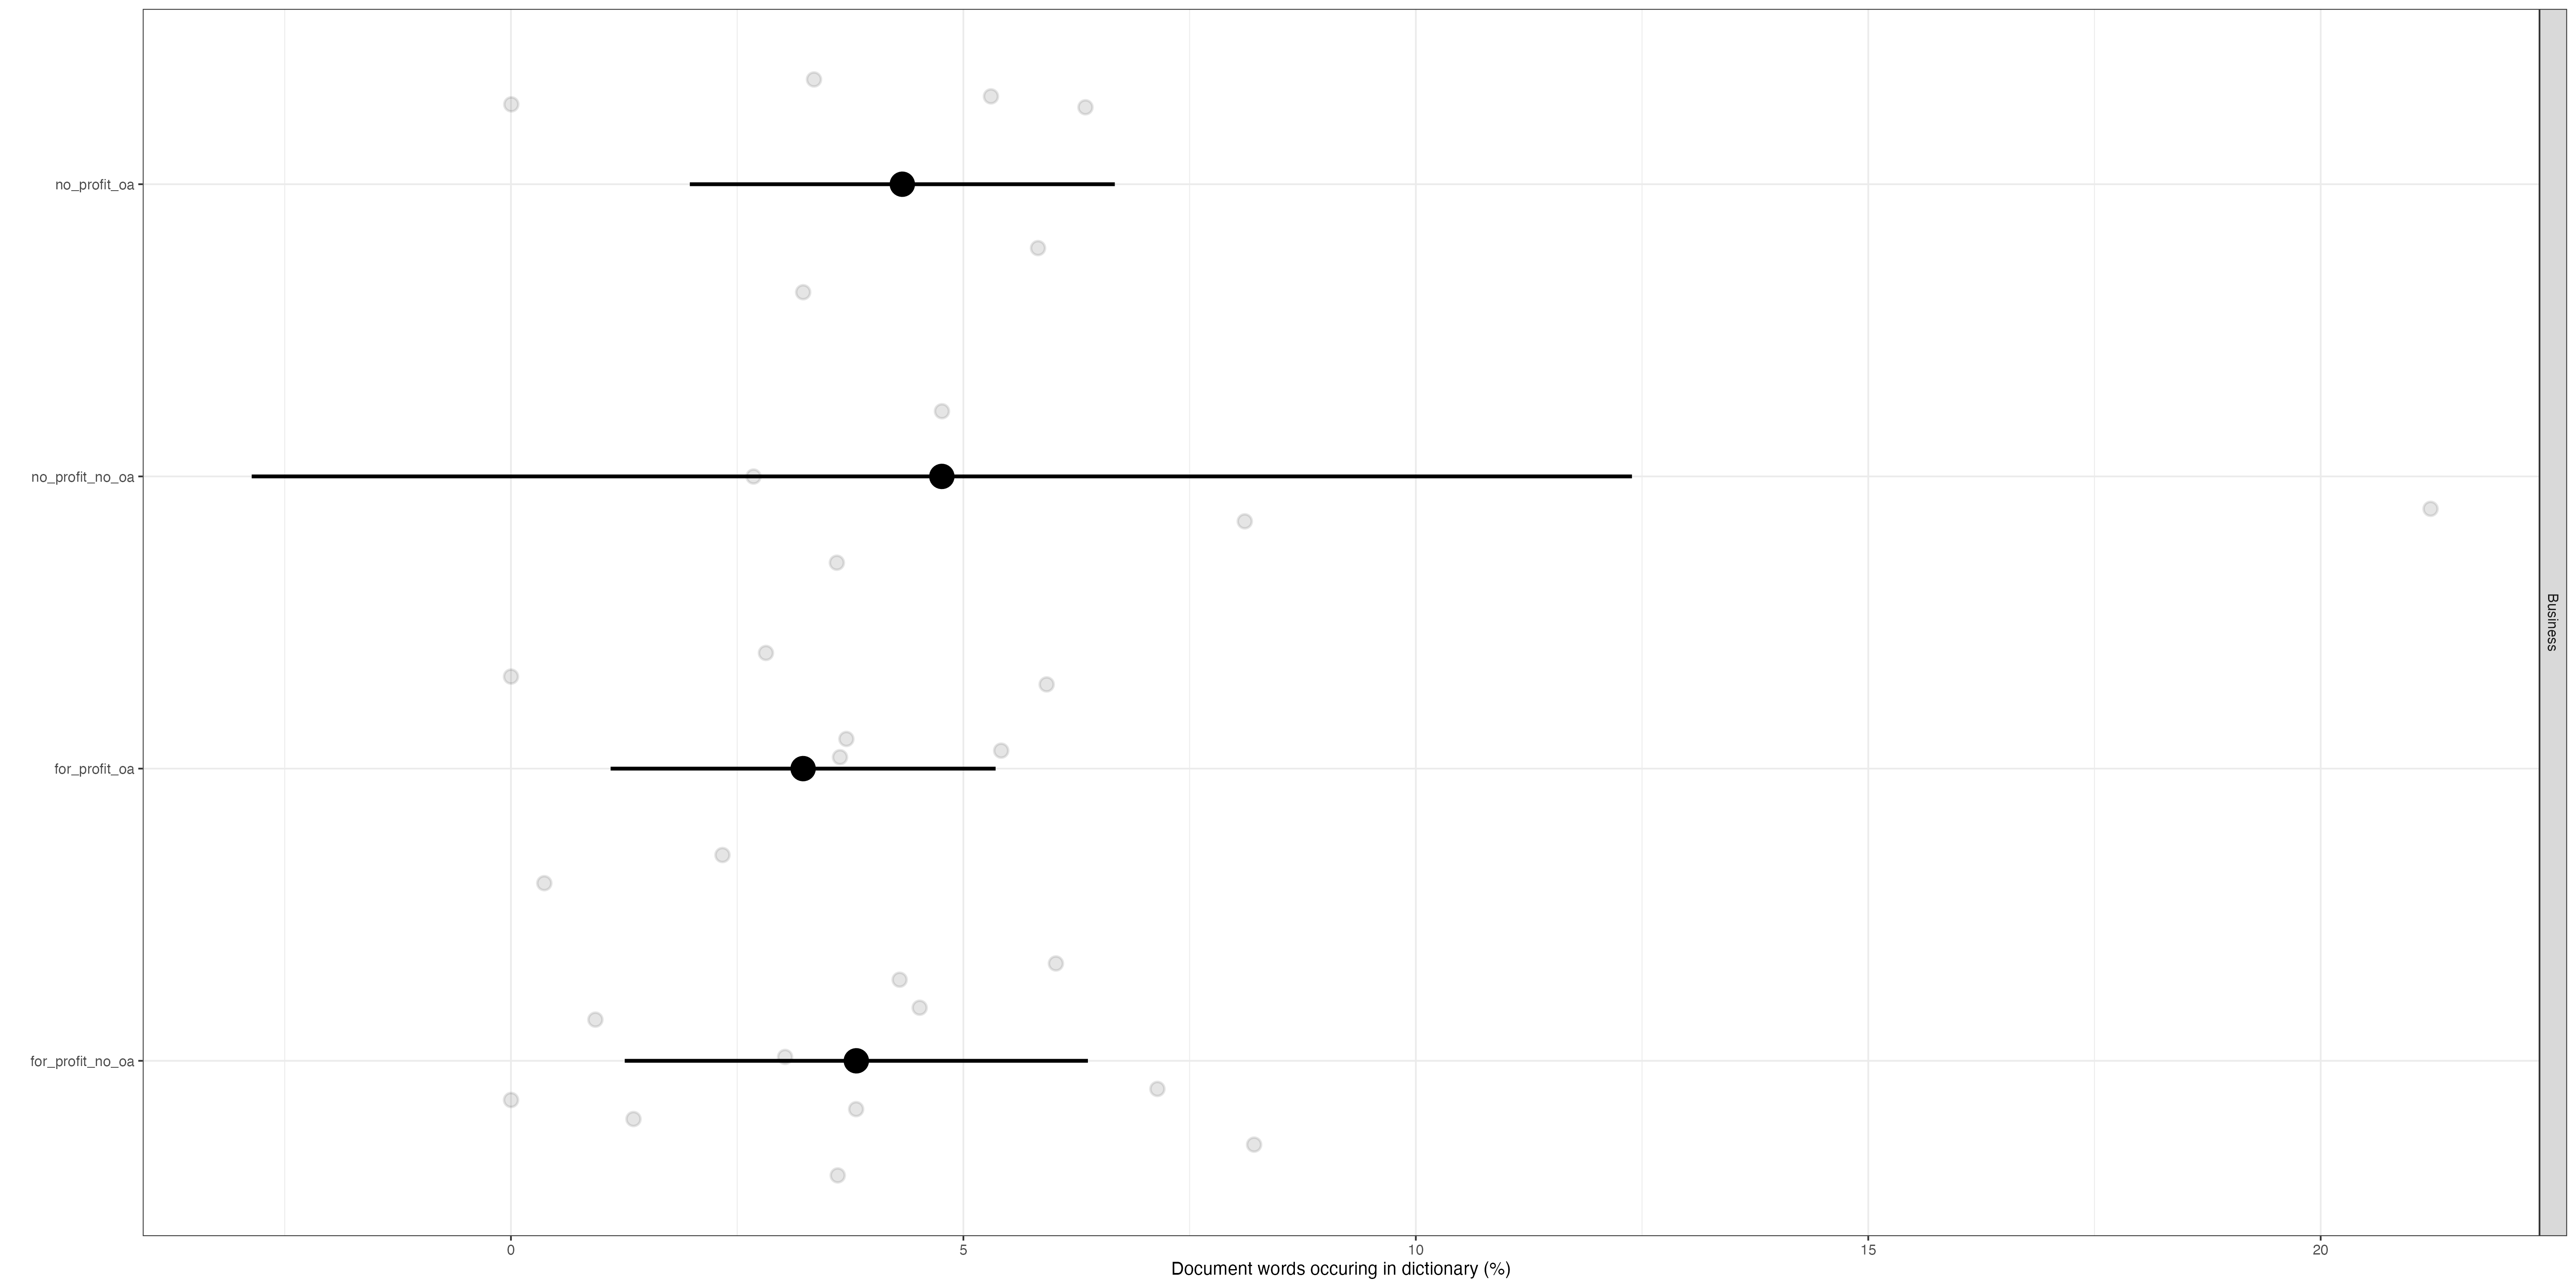 no_profit_oa
no_profit_no_oa
for_profit_oa
for_profit_no_oa
Business
0 5 10 15 20
Document words occuring in dictionary (%)